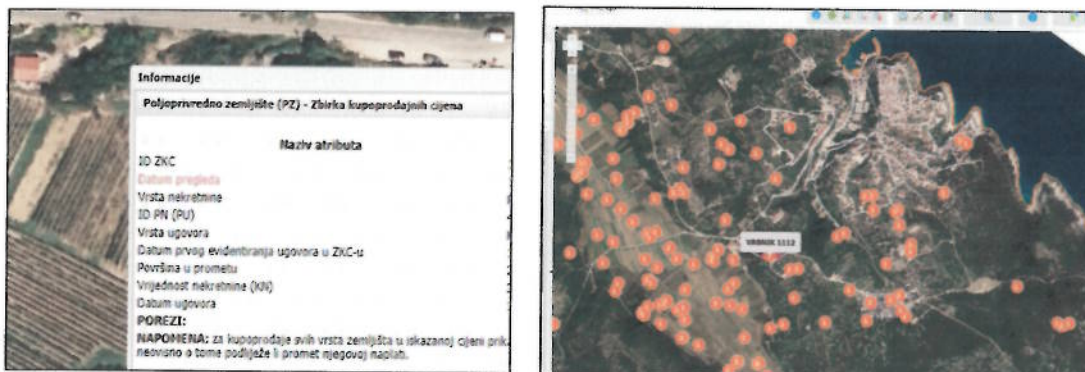 Informacije
Poljoprivredno zemljište (PZ) - Zbirka kupoprodajnih cijena
Naziv atributa
ID ZKC
Datum pregleda
Vrsta nekretnine
ID PN (PU)
Vrsta ugovora
Datum prvog evidentiranja ugovora u ZKC-u
Površina u prometu
Vrijednost nekretnine (KN)
Datum ugovora
POREZI:
NAPOMENA: za kupoprodaje svih vrsta zemljišta u iskazanoj cijeni prik
neovisno o tome podliježe li promet njegovoj naplati.
VRBNIK 1112